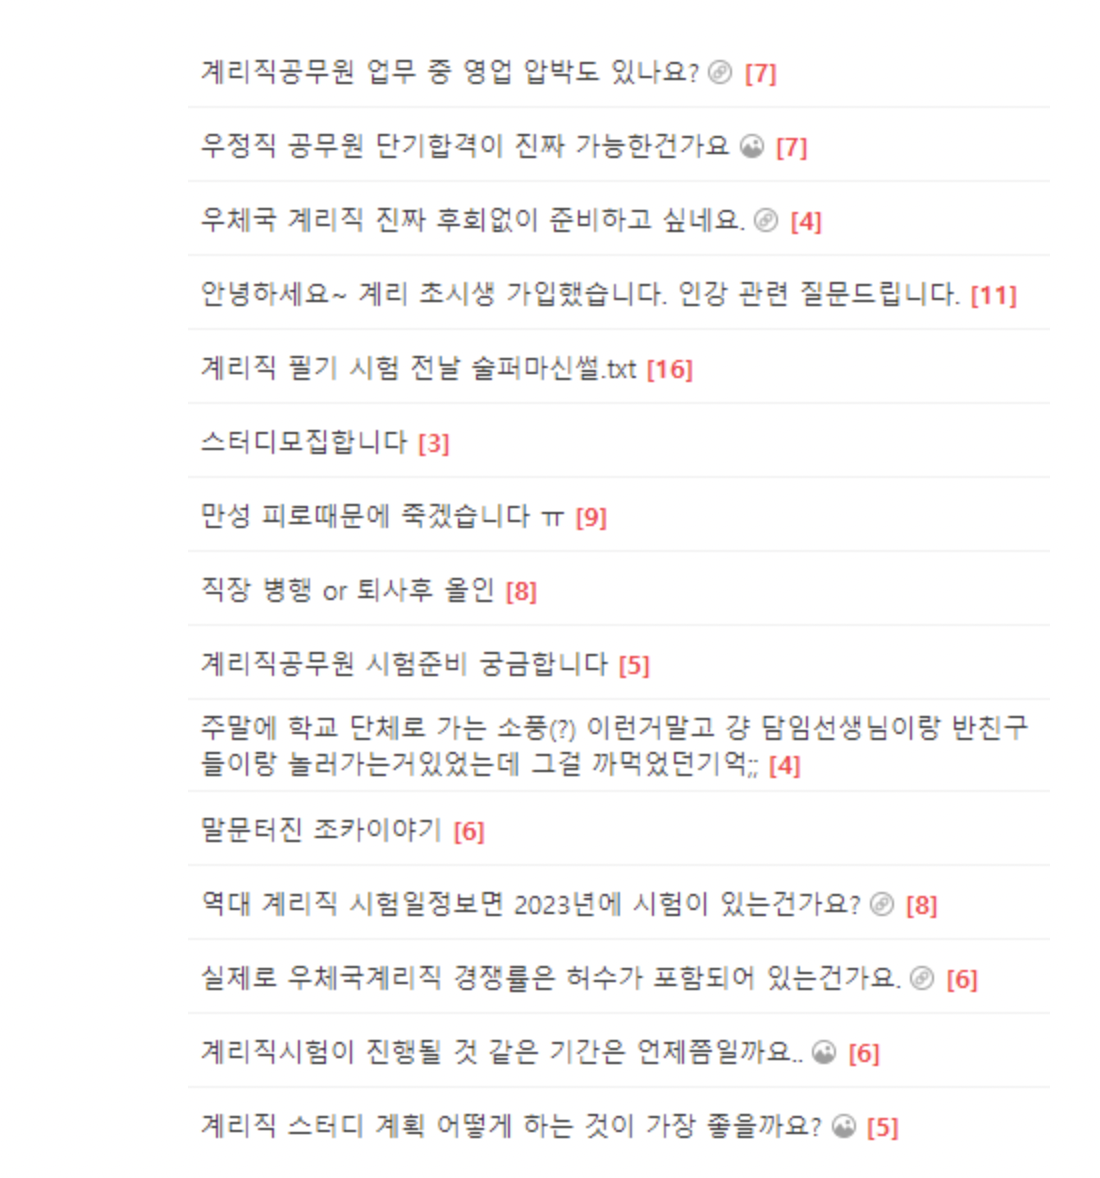 계리직공무원 업무 중 영업 압박도 있나요? [7]
우정직 공무원 단기합격이 진짜 가능한건가요 [7]
우체국 계리직 진짜 후회없이 준비하고 싶네요. [4]
안녕하세요~ 계리 초시생 가입했습니다. 인강 관련 질문드립니다. [11]
계리직 필기 시험 전날 술퍼마신썰.txt [16]
스터디모집합니다 [3]
만성 피로때문에 죽겠습니다 ㅠ [9]
직장 병행 or 퇴사후 올인 [8]
계리직공무원 시험준비 궁금합니다 [5]
주말에 학교 단체로 가는 소풍(?) 이런거말고 걍 담임선생님이랑 반친구
들이랑 놀러가는거있었는데 그걸 까먹었던기억;; [4]
말문터진 조카이야기 [6]
역대 계리직 시험일정보면 2023년에 시험이 있는건가요? [8]
실제로 우체국계리직 경쟁률은 허수가 포함되어 있는건가요. [6]
계리직시험이 진행될 것 같은 기간은 언제쯤일까요.. [6]
계리직 스터디 계획 어떻게 하는 것이 가장 좋을까요? [5]